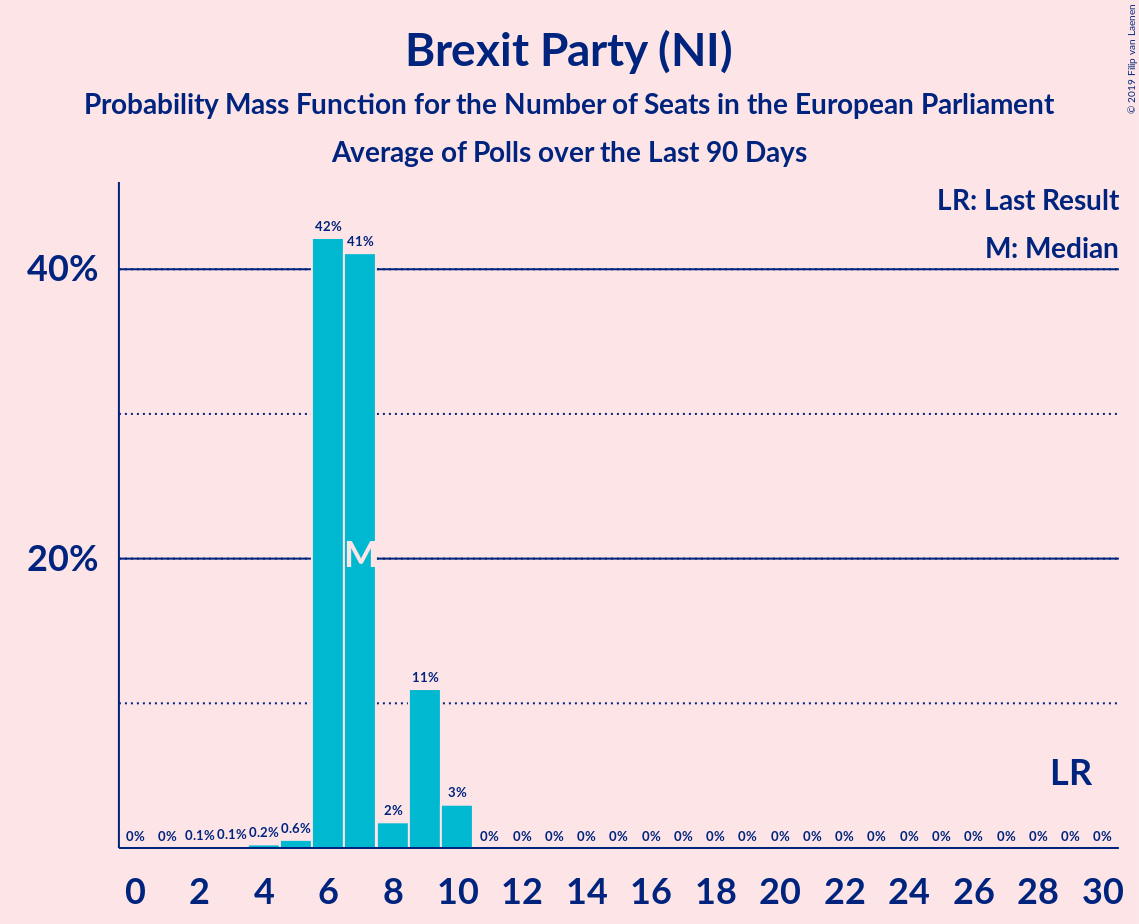 Brexit Party (NI)
Probability Mass Function for the Number of Seats in the European Parliament
Average of Polls over the Last 90 Days
© 2019 Filip van Laenen
LR: Last Result
M: Median
40%
20%
42%
41%
M
11%
3%
2%
LR
0% 0% 0.1% 0.1% 0.2% 0.6% 0% 0% 0% 0% 0% 0% 0% 0% 0% 0% 0% 0% 0% 0% 0% 0% 0% 0% 0% 0%
0 2 4 6 8 10 12 14 16 18 20 22 24 26 28 30